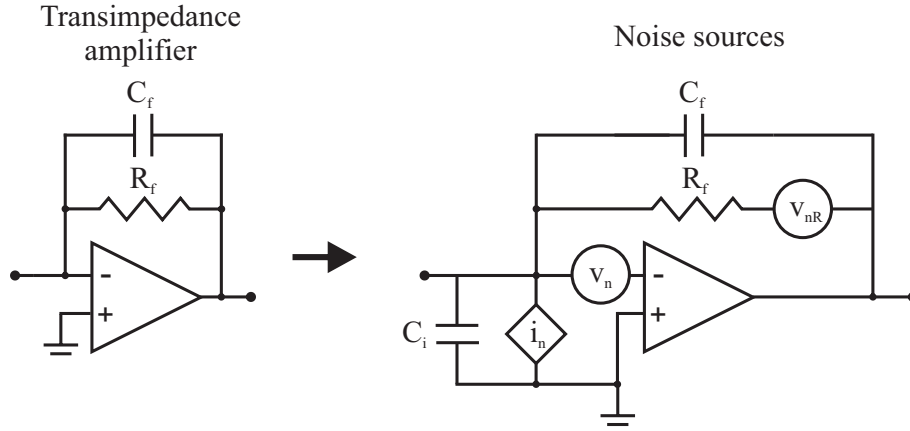 Transimpedance
amplifier
Noise sources
C_f
C_f
R_f
R_f
v_nR
-
v_n
-
+
+
C_i
i_n